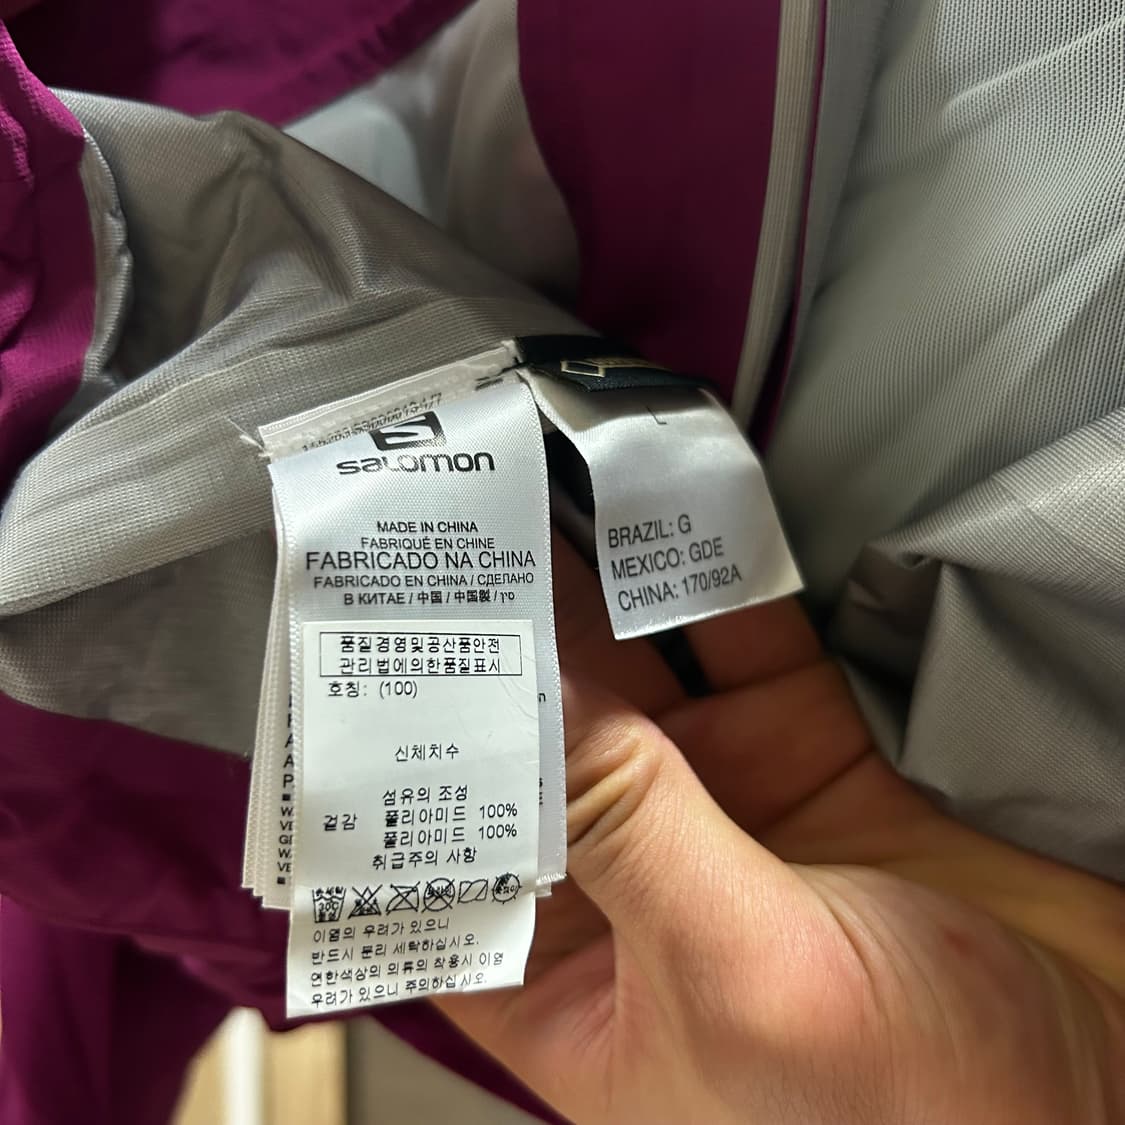 salomon
MADE IN CHINA
FABRIQUÉ EN CHINE
FABRICADO NA CHINA
FABRICADO EN CHINA / СДЕЛАНО
В КИТАЕ / 中国 / 中国製 / סין
품질경영및공산품안전
관리법에의한품질표시
호칭: (100)
신체치수
섬유의 조성
겉감 폴리아미드 100%
폴리아미드 100%
취급주의 사항
30℃
이염의 우려가 있으니
반드시 분리 세탁하십시오.
연한색상의 의류의 착용시 이염
우려가 있으니 주의하십시오.
L
BRAZIL: G
MEXICO: GDE
CHINA: 170/92A